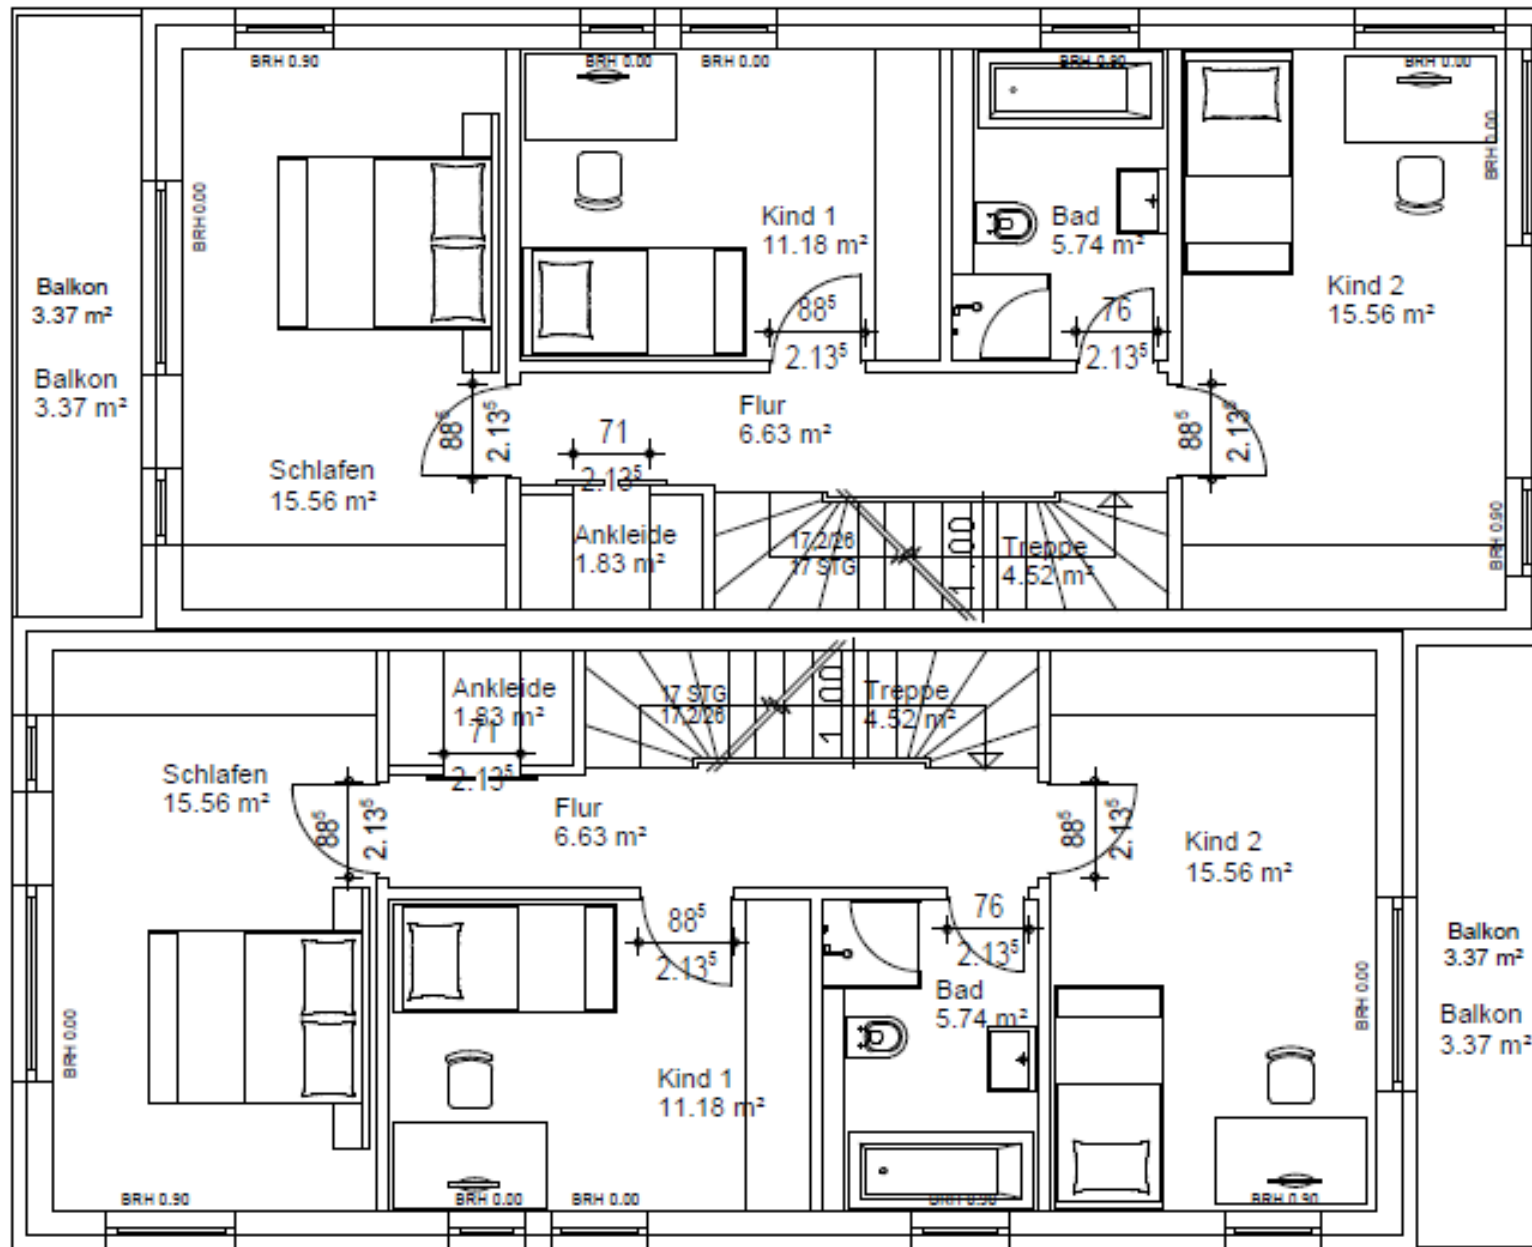 BRH 0.90
BRH 0.00
BRH 0.00
BRH 0.90
BRH 0.00
BRH 0.00
BRH 0.00
Kind 1
11.18 m²
Bad
5.74 m²
Balkon
3.37 m²
Kind 2
15.56 m²
88⁵
2.13⁵
76
2.13⁵
Balkon
3.37 m²
Flur
6.63 m²
88⁵
2.13⁵
88⁵
2.13⁵
71
2.13⁵
Schlafen
15.56 m²
Ankleide
1.83 m²
17.2/26
17 STG
1.00
Treppe
4.52 m²
BRH 0.90
Ankleide
1.83 m²
17 STG
17.2/26
1.00
Treppe
4.52 m²
71
2.13⁵
Schlafen
15.56 m²
88⁵
2.13⁵
Flur
6.63 m²
88⁵
2.13⁵
Kind 2
15.56 m²
88⁵
2.13⁵
76
2.13⁵
Balkon
3.37 m²
Bad
5.74 m²
BRH 0.00
BRH 0.00
Balkon
3.37 m²
Kind 1
11.18 m²
BRH 0.90
BRH 0.00
BRH 0.00
BRH 0.90
BRH 0.90